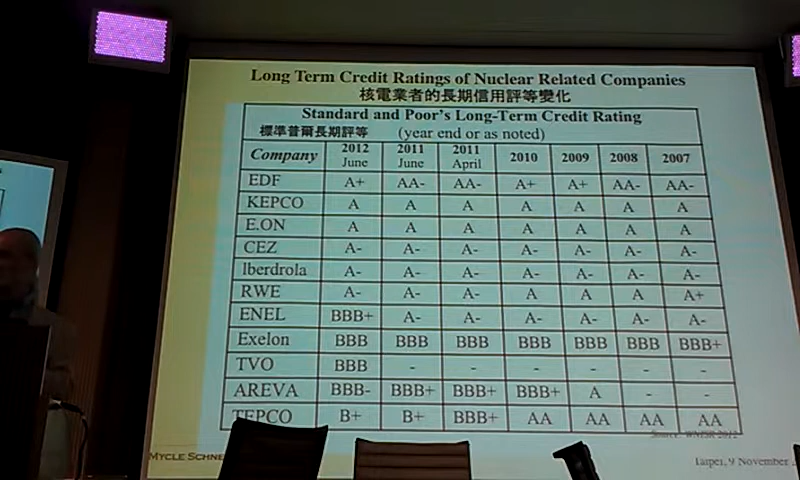 Long Term Credit Ratings of Nuclear Related Companies
核電業者的長期信用評等變化
Standard and Poor's Long-Term Credit Rating
標準普爾長期評等 (year end or as noted)
Company 2012 June 2011 June 2011 April 2010 2009 2008 2007
EDF A+ AA- AA- A+ A+ AA- AA-
KEPCO A A A A A A A
E.ON A A A A A A A
CEZ A- A- A- A- A- A- A-
Iberdrola A- A- A- A- A- A- A-
RWE A- A- A- A A A A+
ENEL BBB+ A- A- A- A- A- A-
Exelon BBB BBB BBB BBB BBB BBB BBB+
TVO BBB - - - - - -
AREVA BBB- BBB+ BBB+ BBB+ A - -
TEPCO B+ B+ BBB+ AA AA AA AA
Source: WNISR 2012
MYCLE SCHNE
Taipei, 9 November